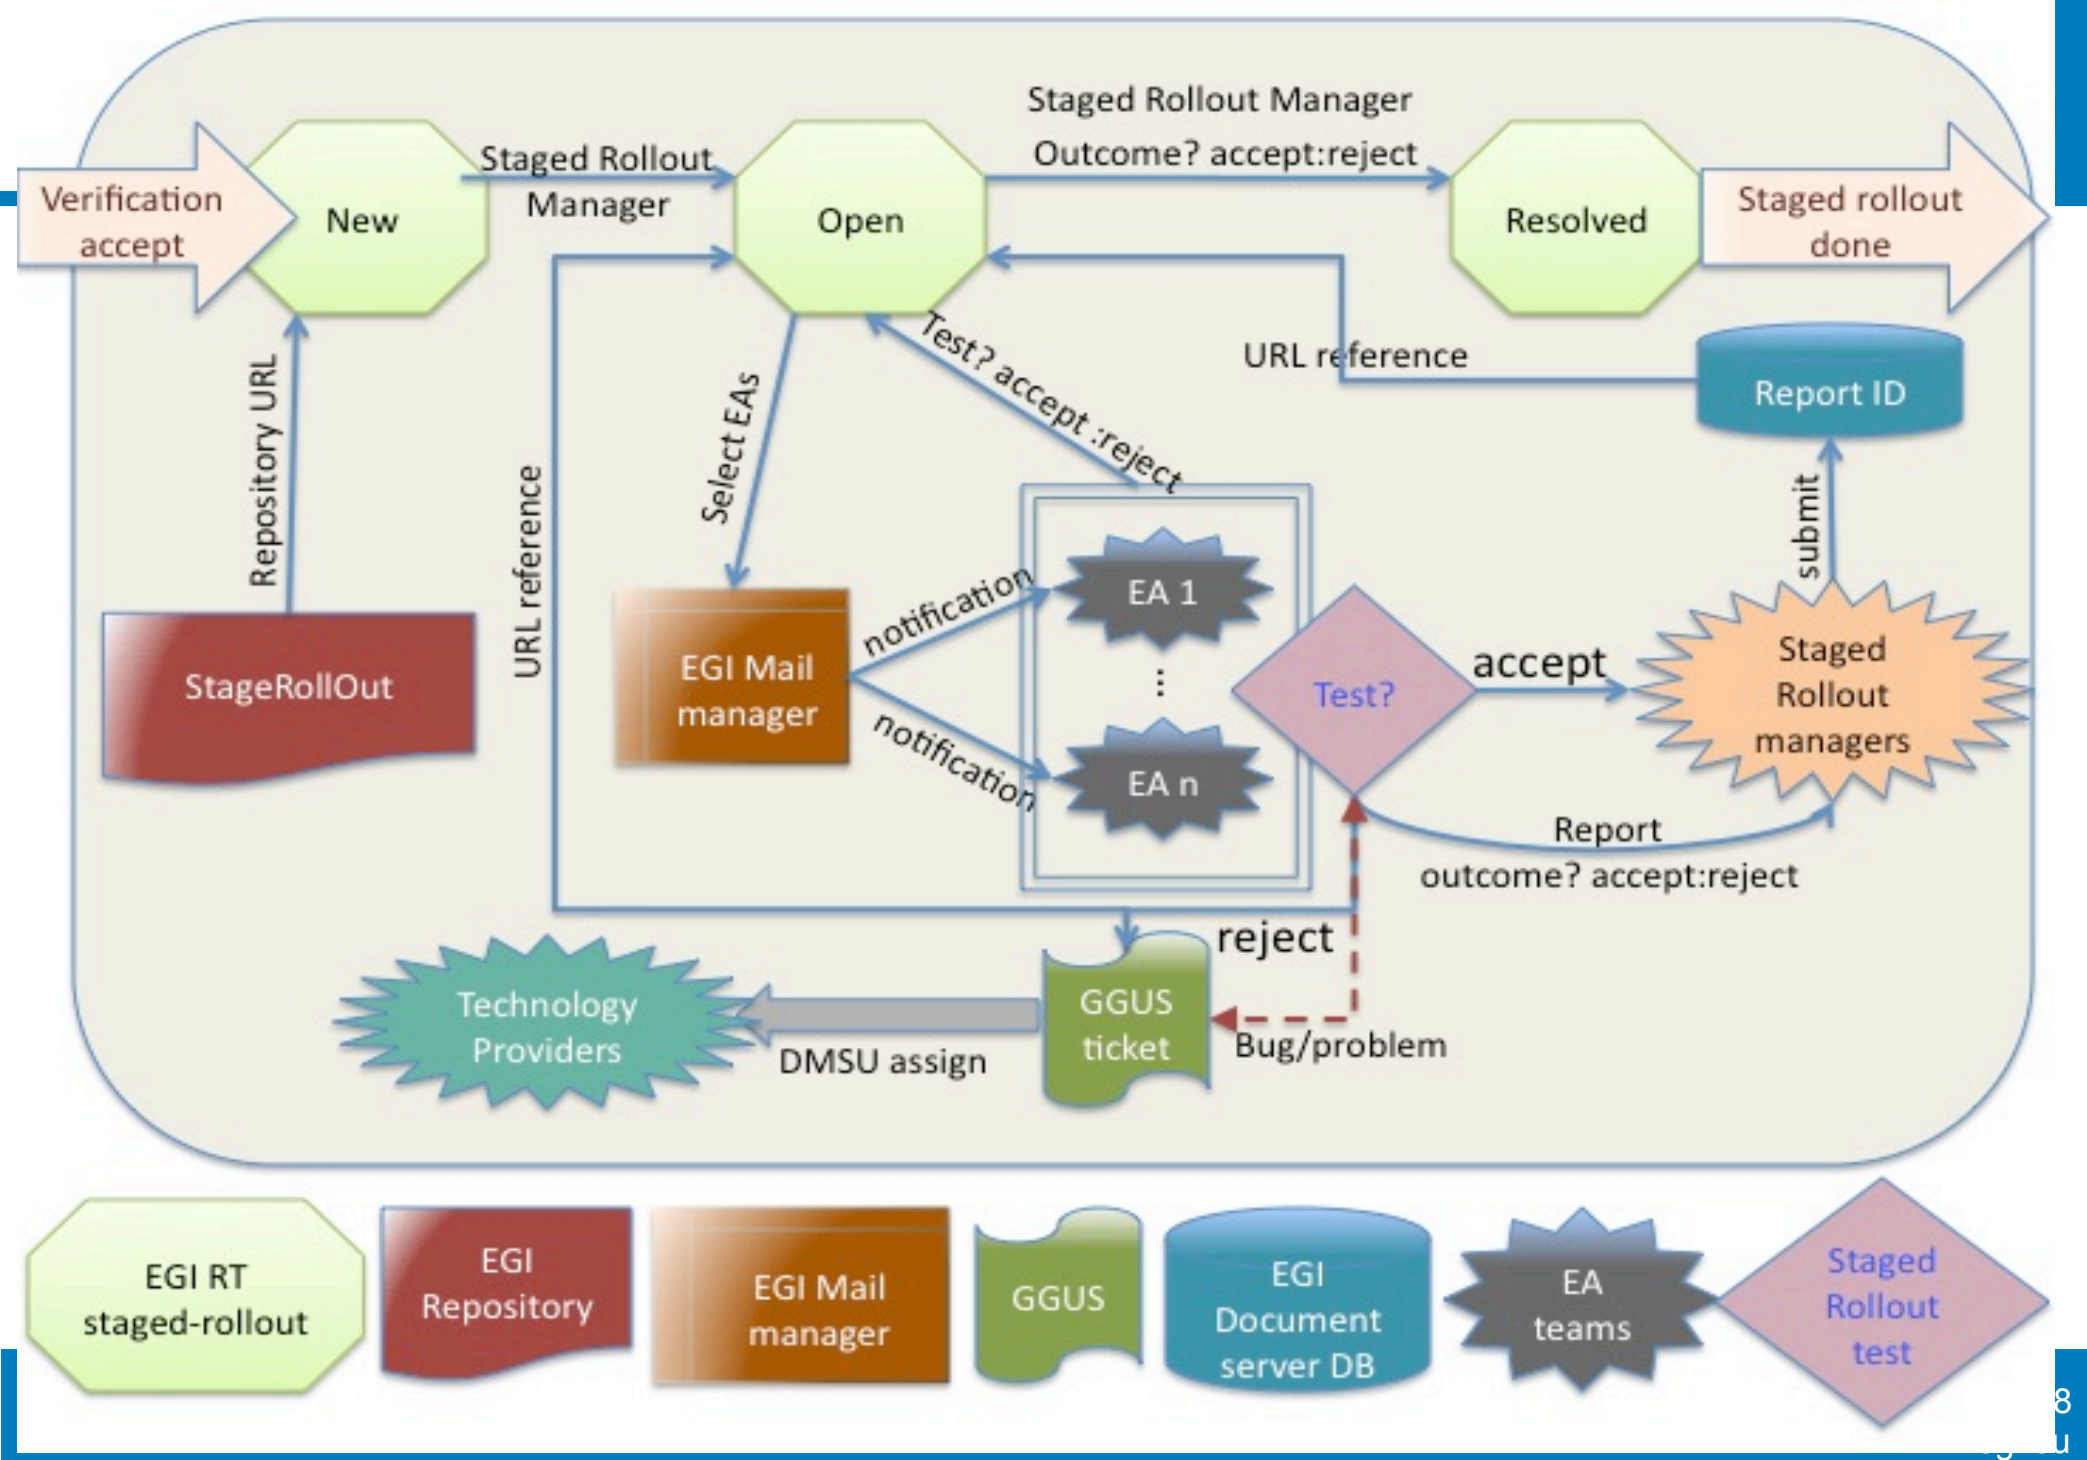 Staged Rollout Manager
Outcome? accept:reject
Staged Rollout
Manager
Verification
accept
New
Open
Resolved
Staged rollout
done
Repository URL
URL reference
Select EAs
Test? accept :reject
URL reference
Report ID
submit
StageRollOut
EGI Mail
manager
notification
notification
EA 1
...
EA n
Test?
accept
Staged
Rollout
managers
Report
outcome? accept:reject
reject
Technology
Providers
DMSU assign
GGUS
ticket
Bug/problem
EGI RT
staged-rollout
EGI
Repository
EGI Mail
manager
GGUS
EGI
Document
server DB
EA
teams
Staged
Rollout
test
8